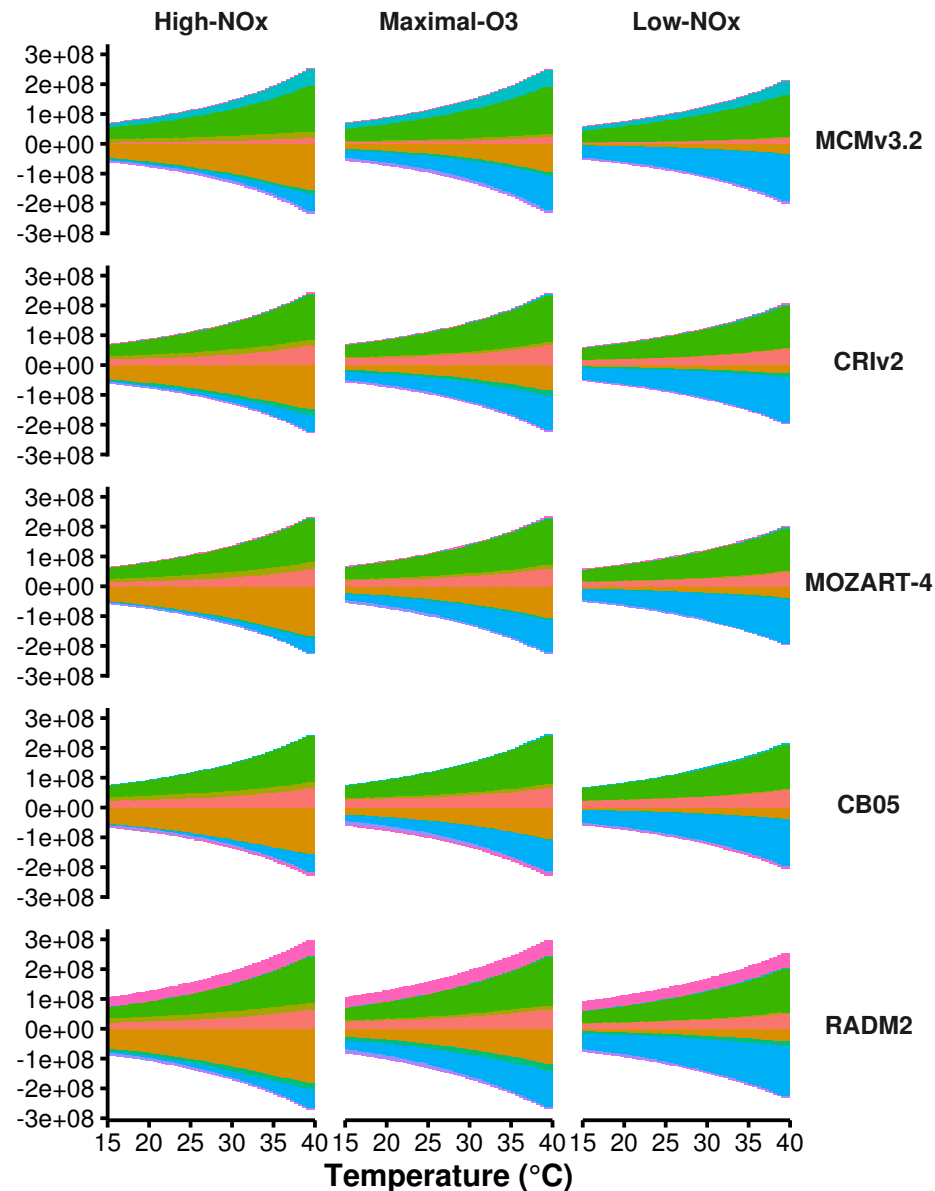 High-NOx Maximal-O3 Low-NOx
3e+08
2e+08
1e+08
0e+00
-1e+08
-2e+08
-3e+08
MCMv3.2
3e+08
2e+08
1e+08
0e+00
-1e+08
-2e+08
-3e+08
CRIv2
3e+08
2e+08
1e+08
0e+00
-1e+08
-2e+08
-3e+08
MOZART-4
3e+08
2e+08
1e+08
0e+00
-1e+08
-2e+08
-3e+08
CB05
3e+08
2e+08
1e+08
0e+00
-1e+08
-2e+08
-3e+08
RADM2
15 20 25 30 35 40 15 20 25 30 35 40 15 20 25 30 35 40
Temperature (°C)